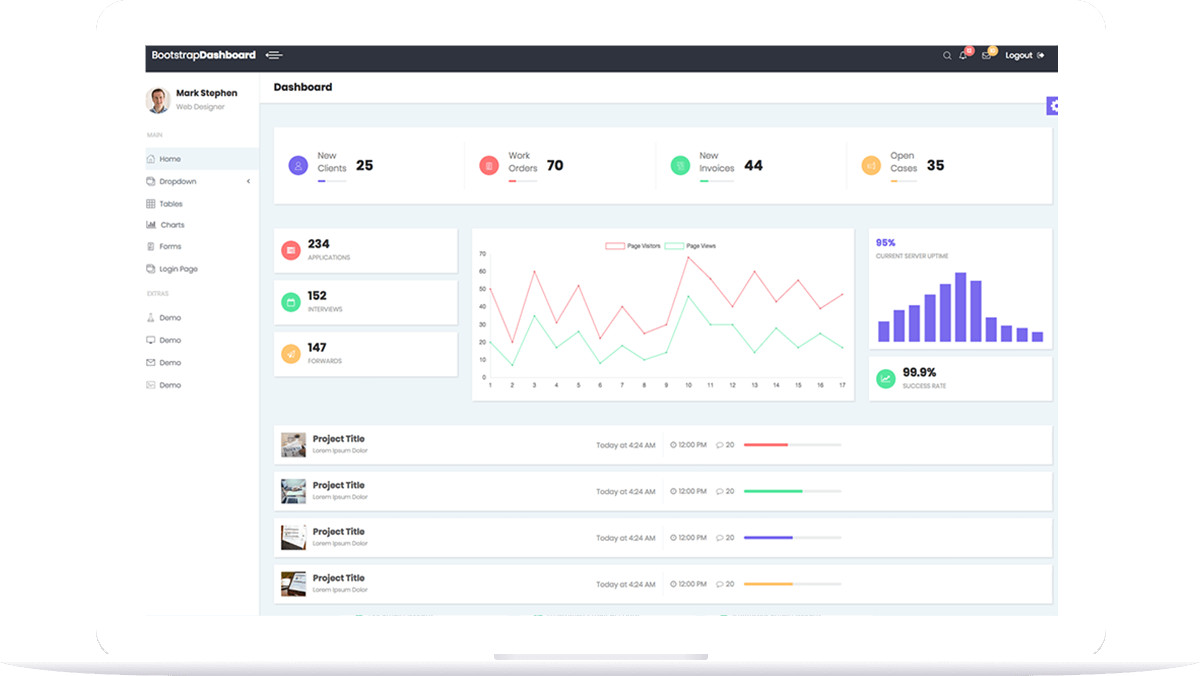 BootstrapDashboard
Logout
Mark Stephen
Web Designer
MAIN
Home
Dropdown
Tables
Charts
Forms
Login Page
EXTRAS
Demo
Demo
Demo
Demo
Dashboard
New
Clients
25
Work
Orders
70
New
Invoices
44
Open
Cases
35
234
APPLICATIONS
152
INTERVIEWS
147
FORWARDS
Page Visitors Page Views
70
60
50
40
30
20
10
0
1 2 3 4 5 6 7 8 9 10 11 12 13 14 15 16 17
95%
CURRENT SERVER UPTIME
99.9%
SUCCESS RATE
Project Title
Lorem Ipsum Dolor
Today at 4:24 AM 12:00 PM 20
Project Title
Lorem Ipsum Dolor
Today at 4:24 AM 12:00 PM 20
Project Title
Lorem Ipsum Dolor
Today at 4:24 AM 12:00 PM 20
Project Title
Lorem Ipsum Dolor
Today at 4:24 AM 12:00 PM 20